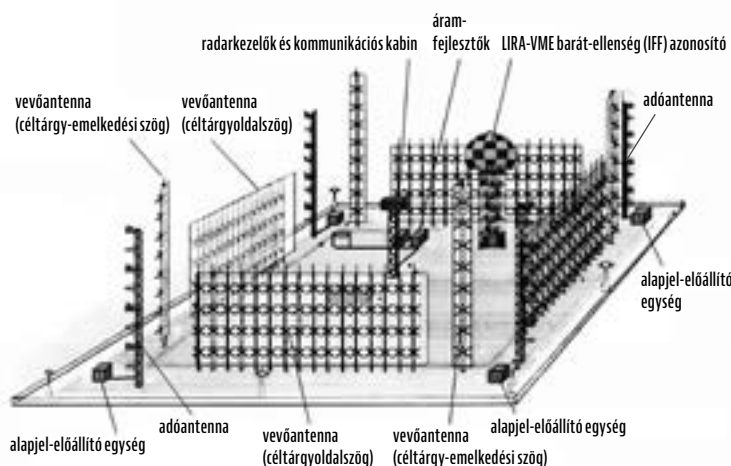 áram-
fejlesztők
radarkezelők és kommunikációs kabin
LIRA-VME barát-ellenség (IFF) azonosító
vevőantenna
(céltárgy-emelkedési szög)
vevőantenna
(céltárgyoldalszög)
adóantenna
alapjel-előállító
egység
alapjel-előállító egység
adóantenna
vevőantenna
(céltárgyoldalszög)
vevőantenna
(céltárgy-emelkedési szög)
alapjel-előállító egység